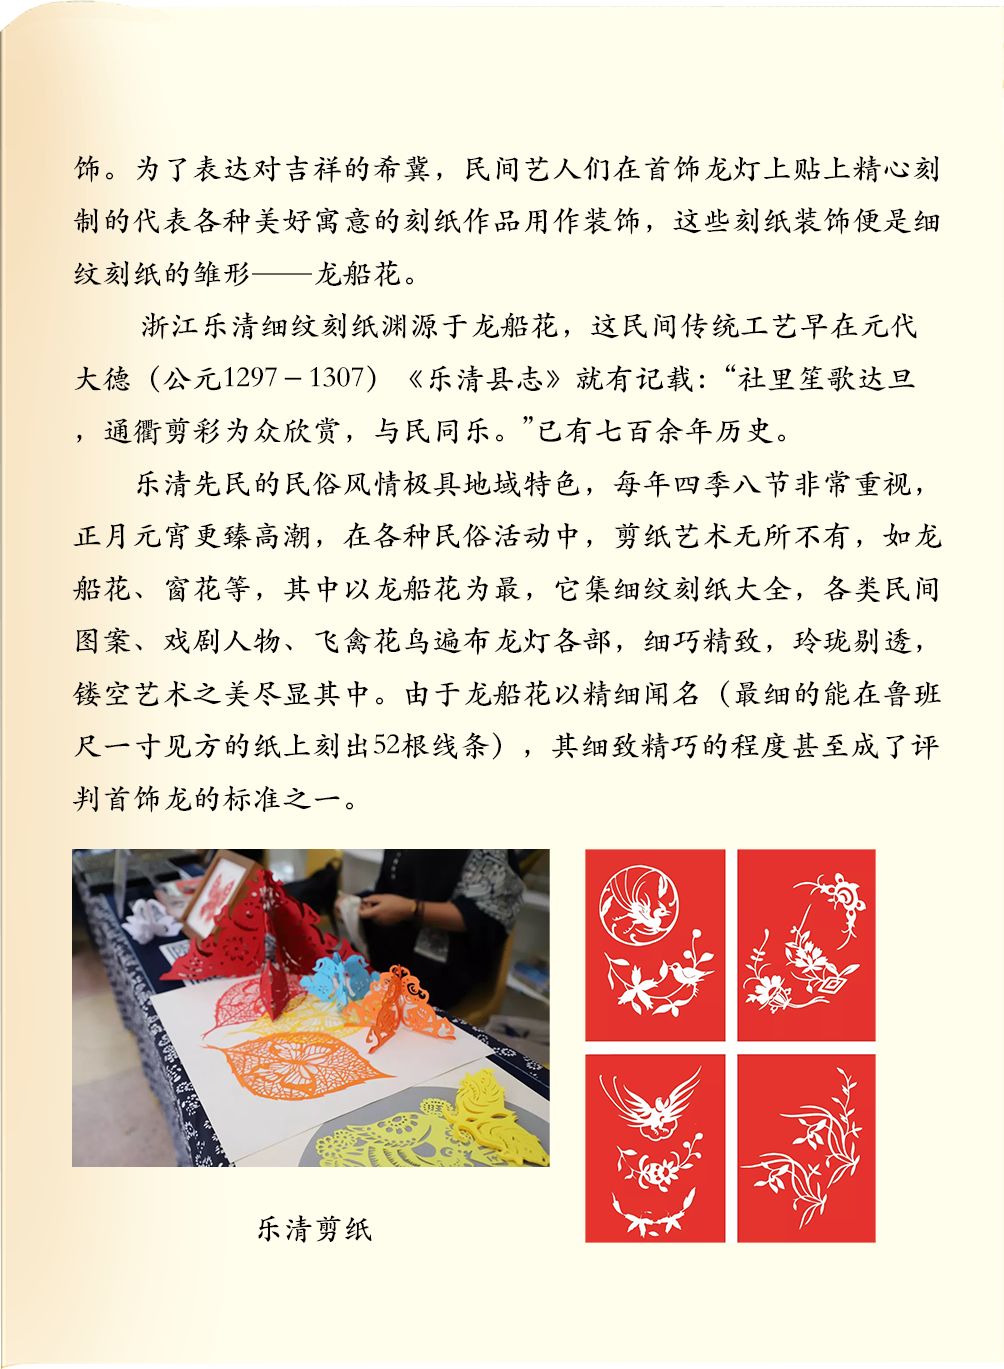 饰。为了表达对吉祥的希冀，民间艺人们在首饰龙灯上贴上精心刻
制的代表各种美好寓意的刻纸作品用作装饰，这些刻纸装饰便是细
纹刻纸的雏形——龙船花。
浙江乐清细纹刻纸渊源于龙船花，这民间传统工艺早在元代
大德（公元1297－1307）《乐清县志》就有记载：“社里笙歌达旦
，通衢剪彩为众欣赏，与民同乐。”已有七百余年历史。
乐清先民的民俗风情极具地域特色，每年四季八节非常重视，
正月元宵更臻高潮，在各种民俗活动中，剪纸艺术无所不有，如龙
船花、窗花等，其中以龙船花为最，它集细纹刻纸大全，各类民间
图案、戏剧人物、飞禽花鸟遍布龙灯各部，细巧精致，玲珑剔透，
镂空艺术之美尽显其中。由于龙船花以精细闻名（最细的能在鲁班
尺一寸见方的纸上刻出52根线条），其细致精巧的程度甚至成了评
判首饰龙的标准之一。
乐清剪纸